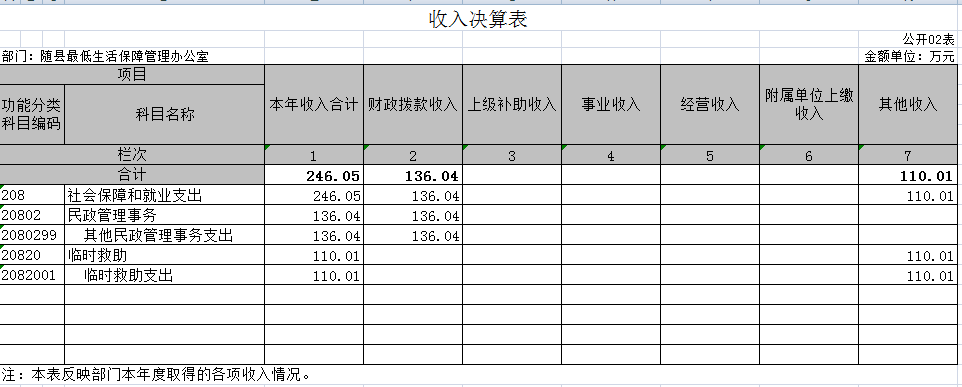 收入决算表
公开02表
部门：随县最低生活保障管理办公室 金额单位：万元
项目 本年收入合计 财政拨款收入 上级补助收入 事业收入 经营收入 附属单位上缴收入 其他收入
功能分类科目编码 科目名称
栏次 1 2 3 4 5 6 7
合计 246.05 136.04 110.01
208 社会保障和就业支出 246.05 136.04 110.01
20802 民政管理事务 136.04 136.04
2080299 其他民政管理事务支出 136.04 136.04
20820 临时救助 110.01 110.01
2082001 临时救助支出 110.01 110.01
注：本表反映部门本年度取得的各项收入情况。